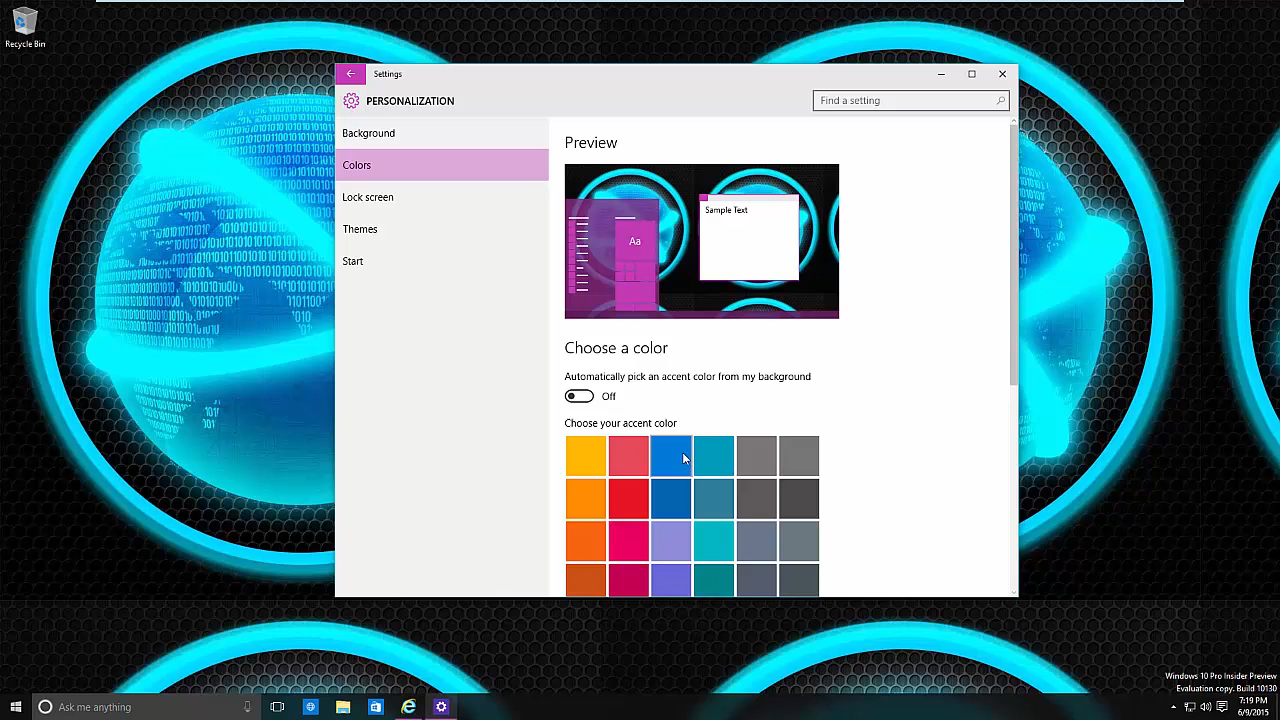 Recycle Bin
Settings
PERSONALIZATION
Find a setting
Background
Colors
Lock screen
Themes
Start
Preview
Aa
Sample Text
Choose a color
Automatically pick an accent color from my background
Off
Choose your accent color
Windows 10 Pro Insider Preview
Evaluation copy. Build 10130
Ask me anything
7:19 PM
6/9/2015